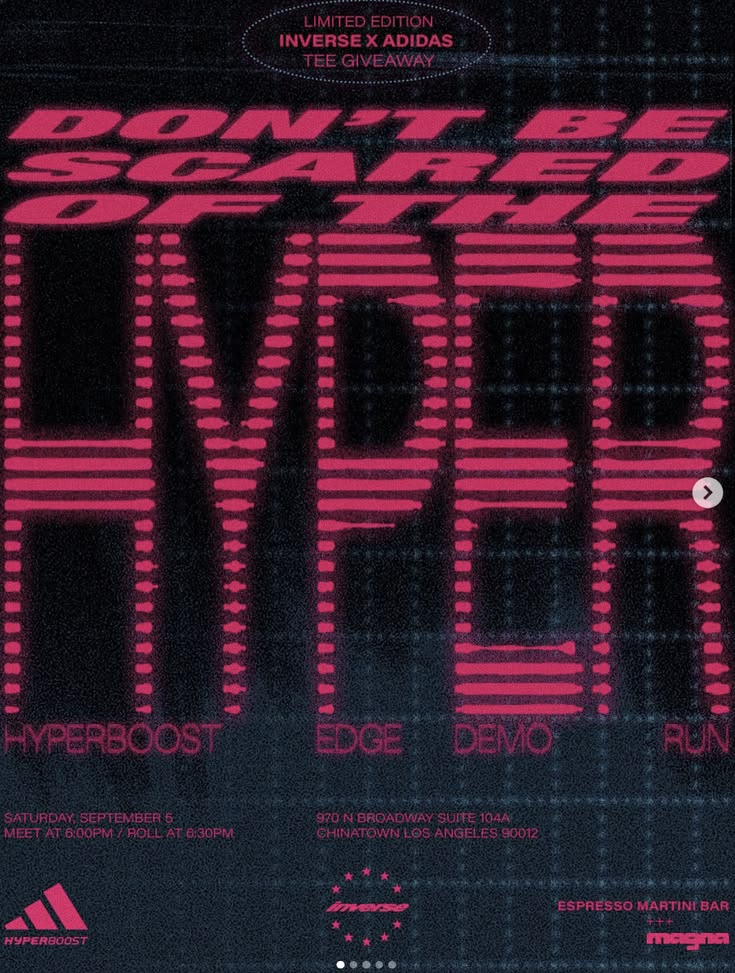 LIMITED EDITION
INVERSE X ADIDAS
TEE GIVEAWAY
DON'T BE
SCARED
OF THE
HYPER
HYPERBOOST EDGE DEMO RUN
SATURDAY, SEPTEMBER 5
MEET AT 6:00PM / ROLL AT 6:30PM
970 N BROADWAY SUITE 104A
CHINATOWN LOS ANGELES 90012
HYPERBOOST
inverse
ESPRESSO MARTINI BAR
+++
magna